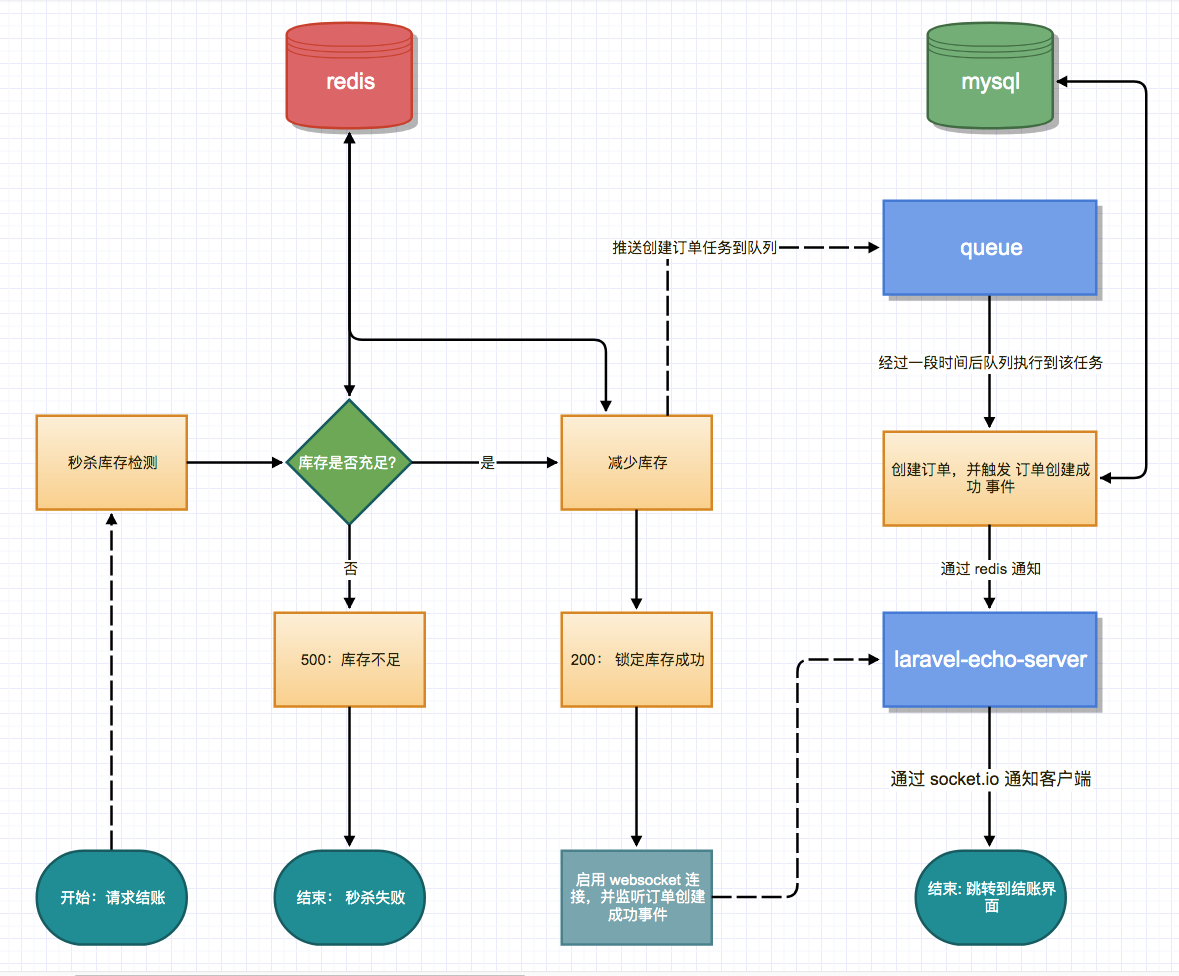 redis
mysql
推送创建订单任务到队列
queue
经过一段时间后队列执行到该任务
秒杀库存检测
库存是否充足?
是
减少库存
创建订单，并触发 订单创建成
功 事件
否
通过 redis 通知
500：库存不足
200： 锁定库存成功
laravel-echo-server
通过 socket.io 通知客户端
开始：请求结账
结束： 秒杀失败
启用 websocket 连
接，并监听订单创建
成功事件
结束: 跳转到结账界
面